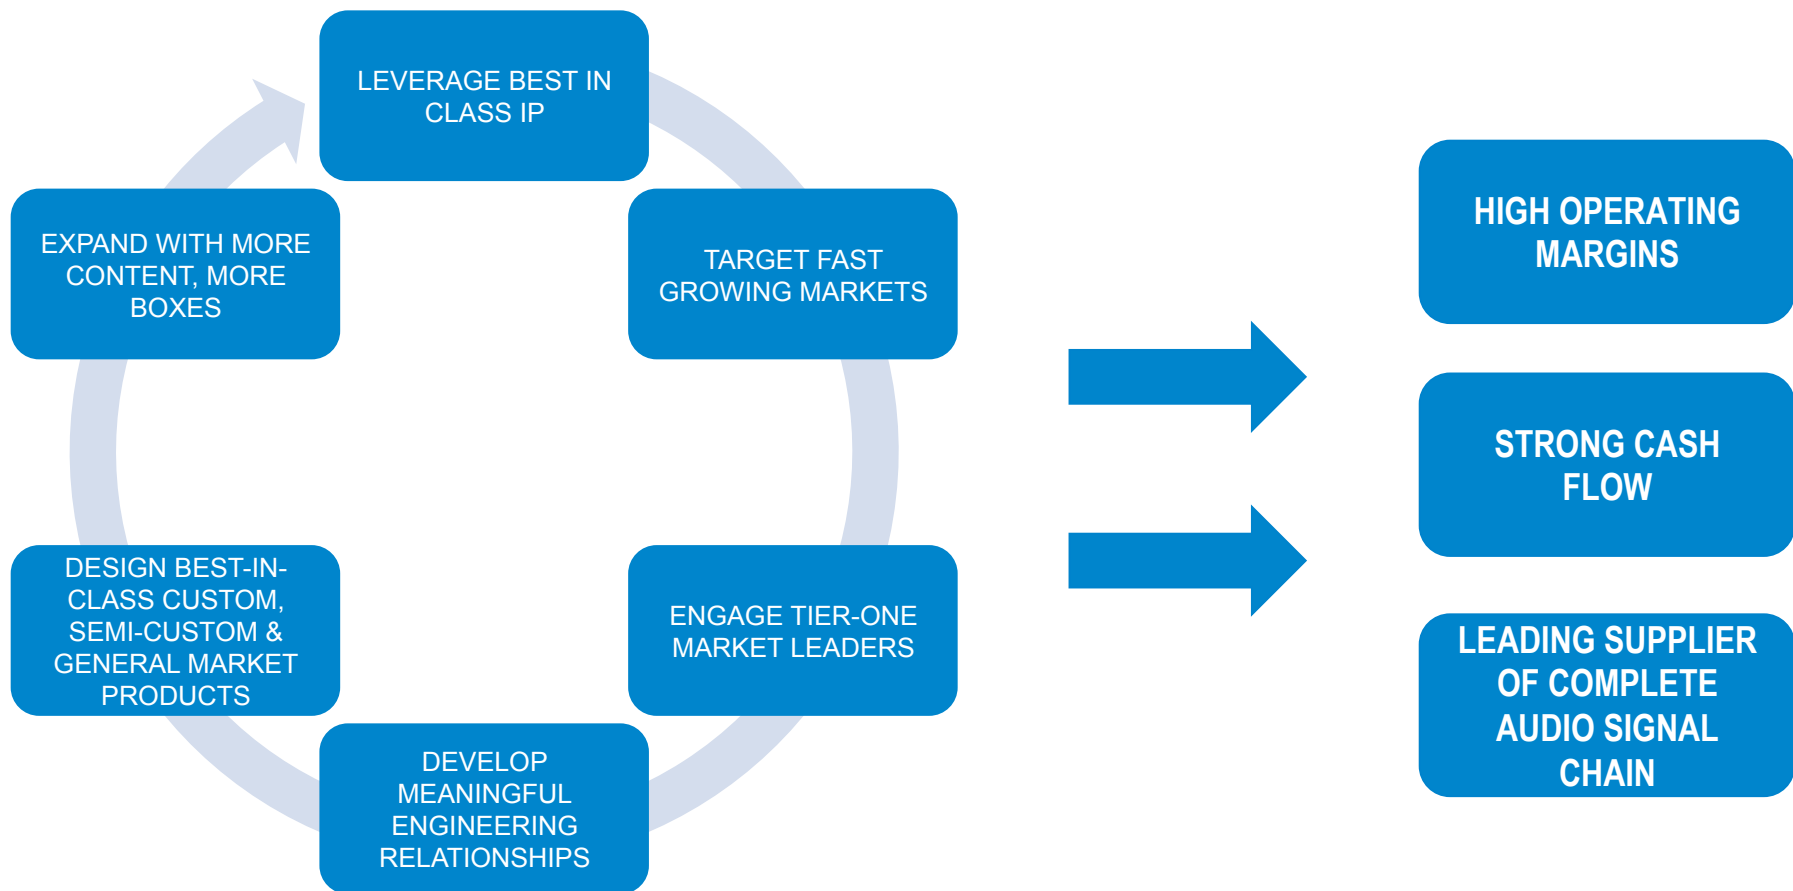 LEVERAGE BEST IN
CLASS IP
TARGET FAST
GROWING MARKETS
ENGAGE TIER-ONE
MARKET LEADERS
DEVELOP
MEANINGFUL
ENGINEERING
RELATIONSHIPS
DESIGN BEST-IN-
CLASS CUSTOM,
SEMI-CUSTOM &
GENERAL MARKET
PRODUCTS
EXPAND WITH MORE
CONTENT, MORE
BOXES
HIGH OPERATING
MARGINS
STRONG CASH
FLOW
LEADING SUPPLIER
OF COMPLETE
AUDIO SIGNAL
CHAIN